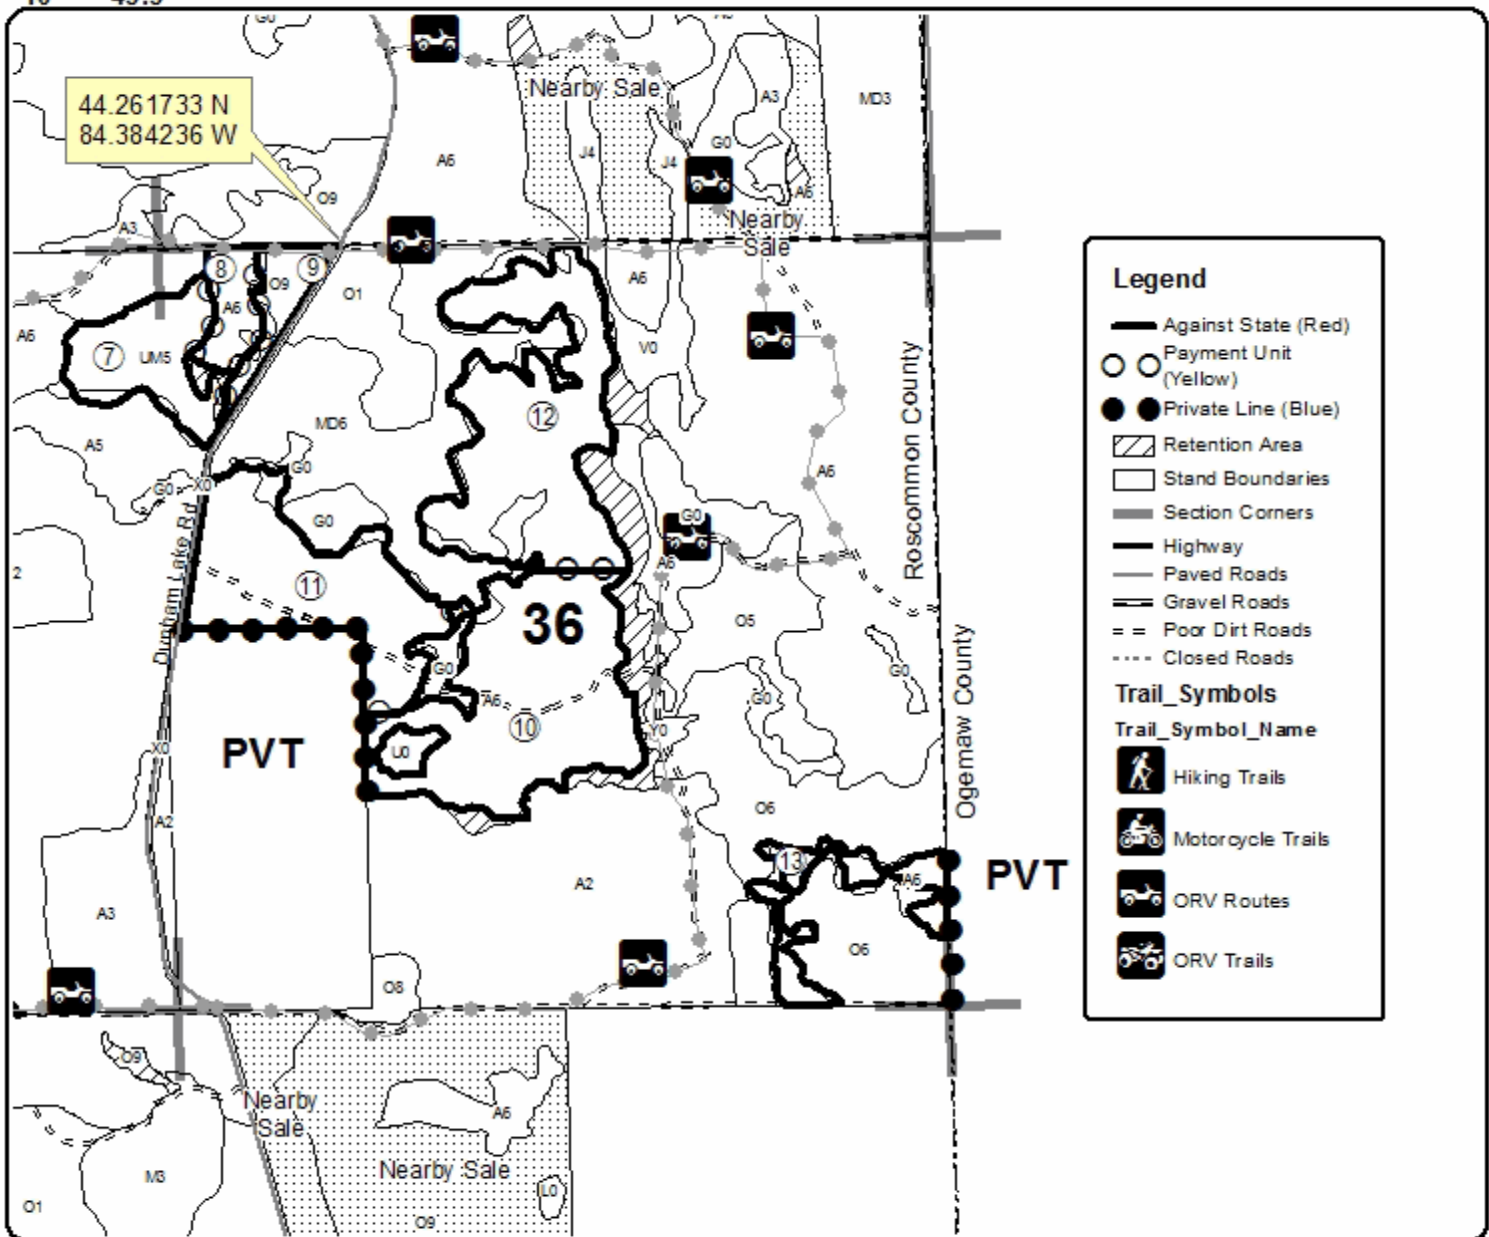 44.261733 N
84.384236 W
Nearby Sale
A3
MD3
G0
J4
J4
A6
A6
O9
Nearby
Sale
A3
8
9
O9
A6
O1
A6
A6
7
UM5
V0
12
MD6
A5
G0
G0
X0
A6
G0
G0
2
11
A6
36
O5
Dunham Lake Rd
G0
G0
A6
G0
10
Y0
X0
PVT
U0
Roscommon County
Ogemaw County
A2
O6
13
A6
PVT
A3
A2
O6
O8
O9
Nearby
Sale
A6
M3
Nearby Sale
L0
O1
O9
Legend
Against State (Red)
Payment Unit
(Yellow)
Private Line (Blue)
Retention Area
Stand Boundaries
Section Corners
Highway
Paved Roads
Gravel Roads
Poor Dirt Roads
Closed Roads
Trail_Symbols
Trail_Symbol_Name
Hiking Trails
Motorcycle Trails
ORV Routes
ORV Trails